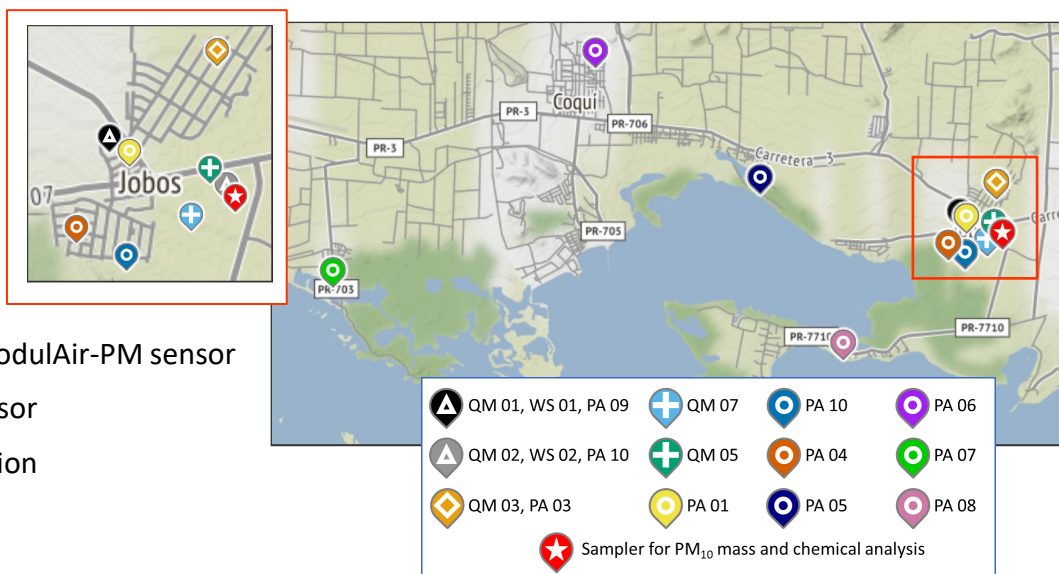 Jobos
07
Coquí
PR-3
PR-706
PR-3
Carretera 3
Carre
PR-705
PR-703
PR-7710
PR-7710
odulAir-PM sensor
sor
ion
QM 01, WS 01, PA 09
QM 07
PA 10
PA 06
QM 02, WS 02, PA 10
QM 05
PA 04
PA 07
QM 03, PA 03
PA 01
PA 05
PA 08
Sampler for PM₁₀ mass and chemical analysis